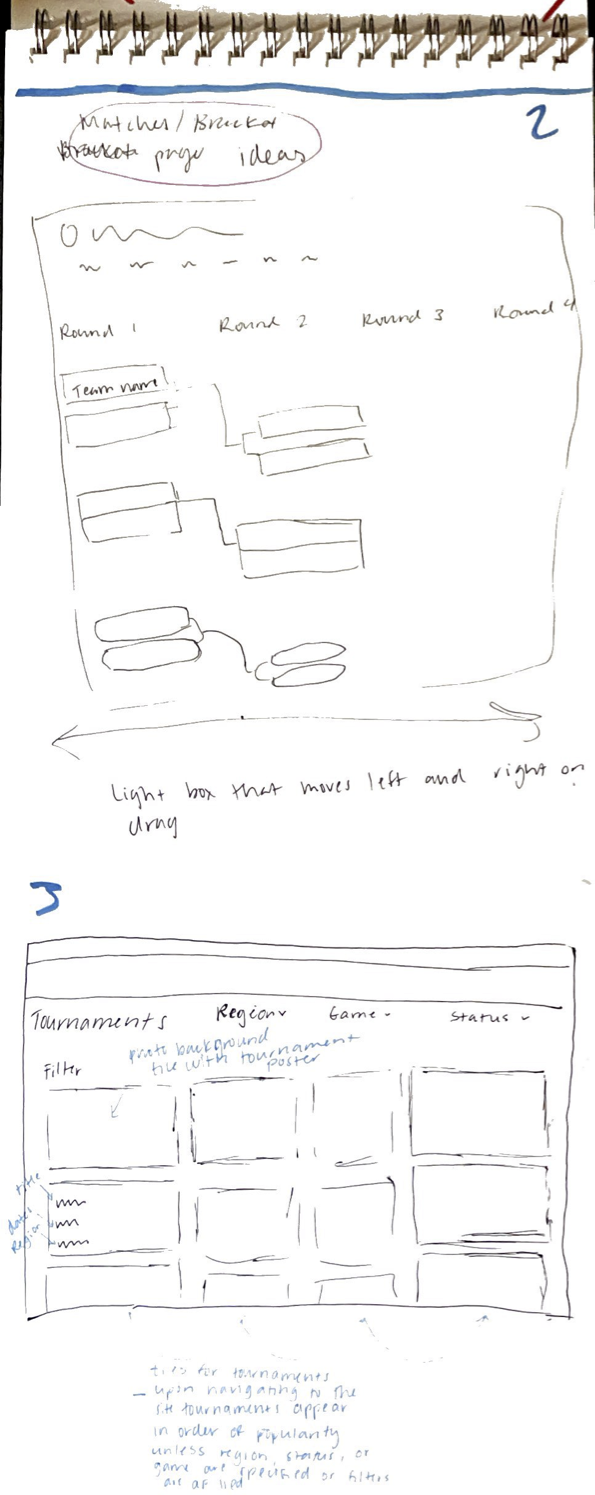 2
Matches/ Bracket
page ideas
Round 1 Round 2 Round 3 Round 4
Team name
Light box that moves left and right on
drag
3
Tournaments Region Game Status
photo background
tile with tournament
poster
Filter
title
date
Region
tiles for tournaments
– upon navigating to the
site tournaments appear
in order of popularity
unless region, status, or
game are specified or filters
are